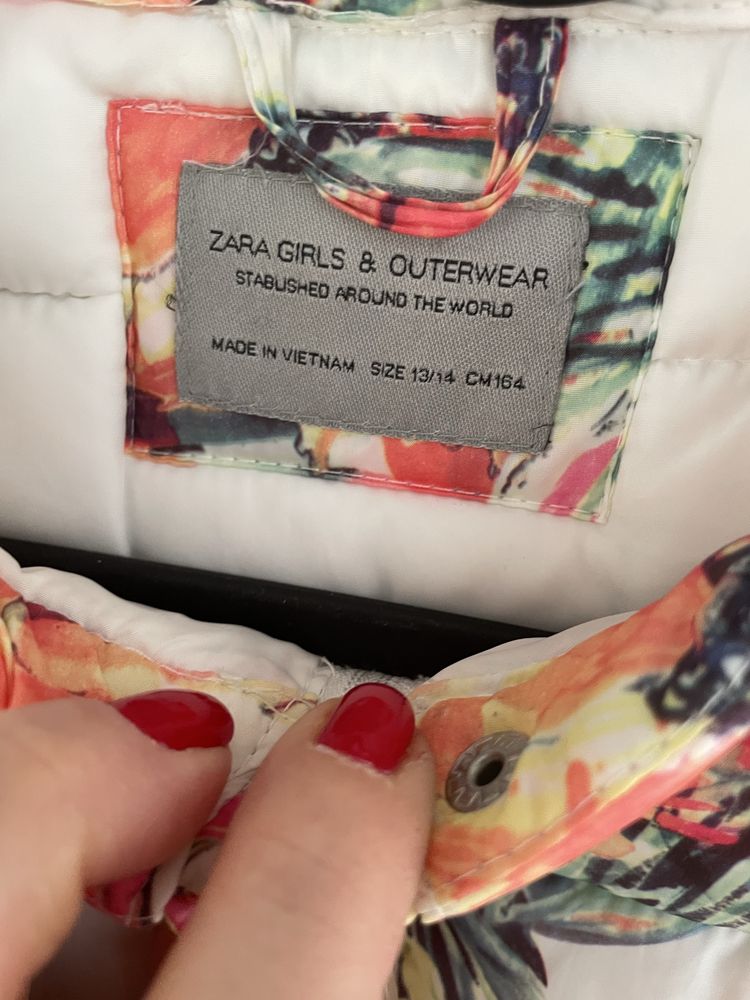 ZARA GIRLS & OUTERWEAR
STABLISHED AROUND THE WORLD
MADE IN VIETNAM SIZE 13/14 CM164